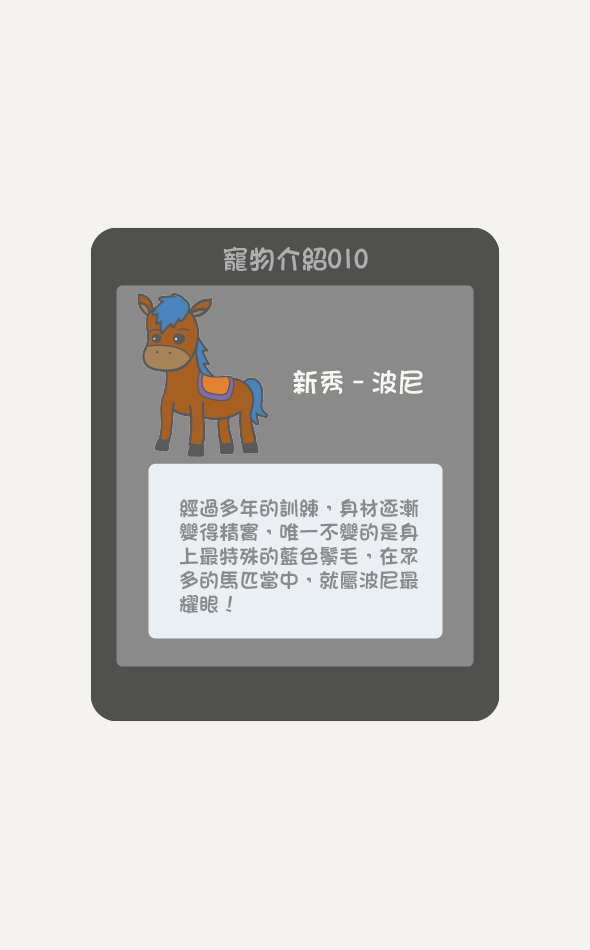 寵物介紹010
新秀－波尼
經過多年的訓練，身材逐漸
變得精實，唯一不變的是身
上最特殊的藍色鬃毛，在眾
多的馬匹當中，就屬波尼最
耀眼！